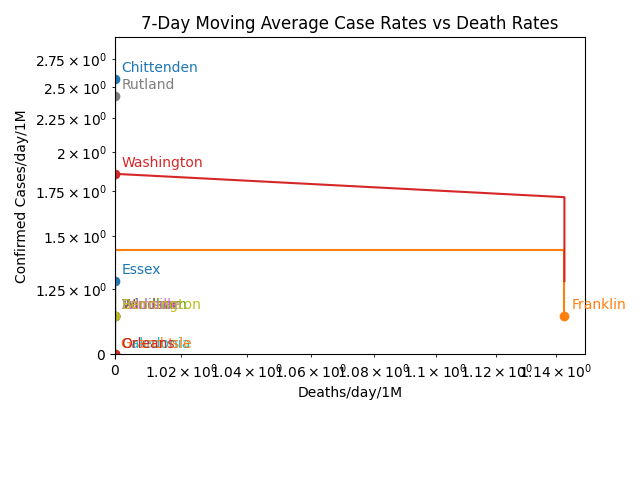 7-Day Moving Average Case Rates vs Death Rates
2.75 × 10⁰
Chittenden
2.5 × 10⁰
Rutland
2.25 × 10⁰
2 × 10⁰
Washington
1.75 × 10⁰
1.5 × 10⁰
Essex
1.25 × 10⁰
Franklin
Orleans
0
0
1.02 × 10⁰
1.04 × 10⁰
1.06 × 10⁰
1.08 × 10⁰
1.1 × 10⁰
1.12 × 10⁰
1.14 × 10⁰
Deaths/day/1M
Confirmed Cases/day/1M